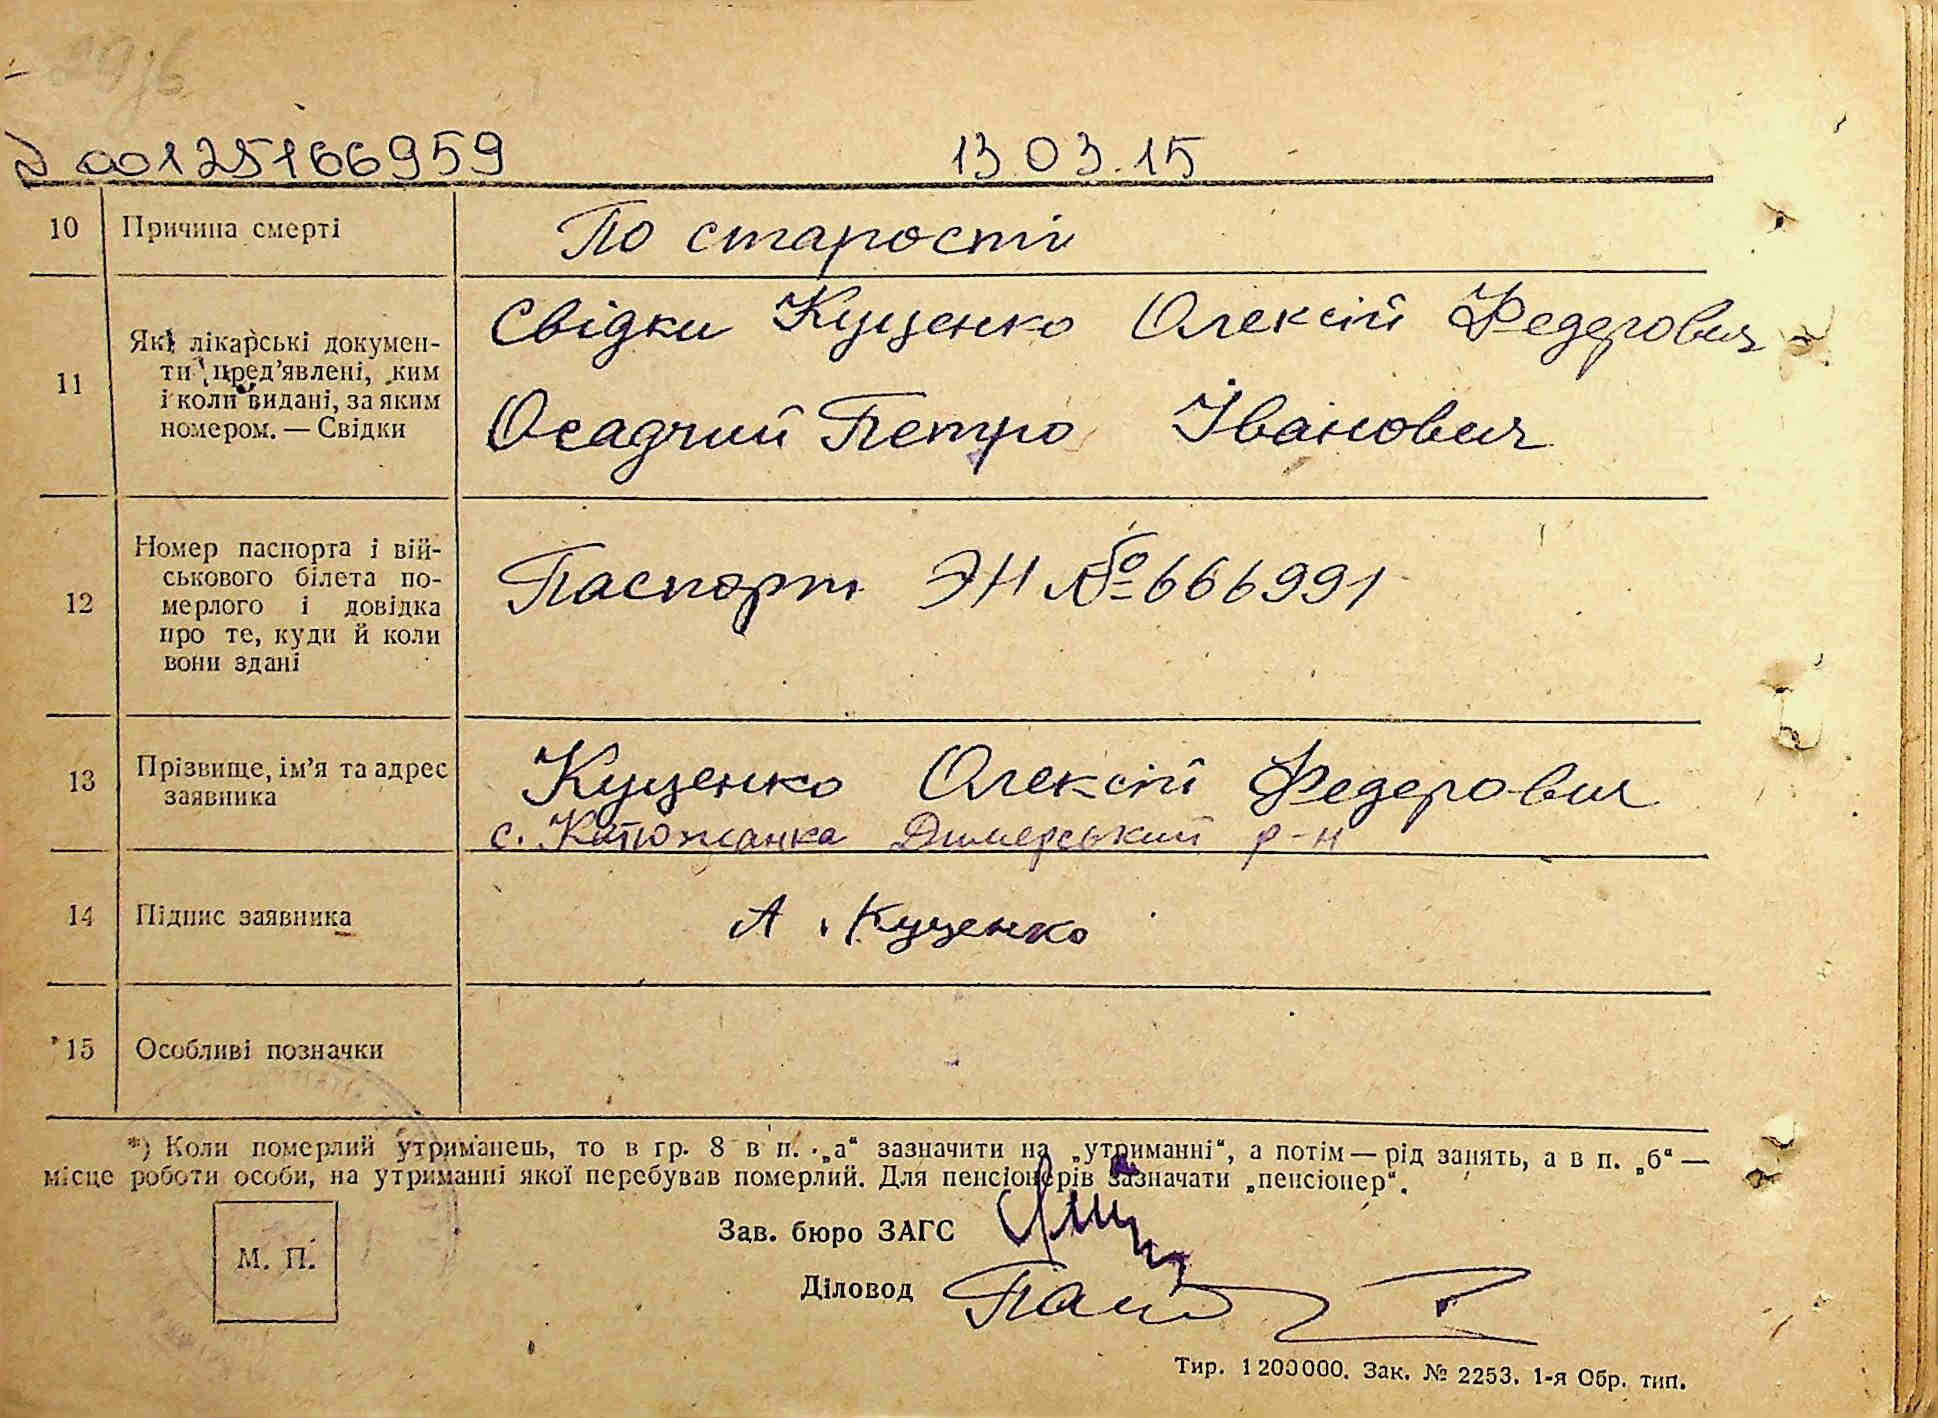 00125166959 13.03.15
10 Причина смерті По старости
11 Які лікарські докумен-
ти пред’явлені, ким
і коли видані, за яким
номером. — Свідки
Свідки Куценко Олексій Федерович
Осадчий Петро Іванович
12 Номер паспорта і вій-
ськового білета по-
мерлого і довідка
про те, куди й коли
вони здані
Паспорт ЭН № 666991
13 Прізвище, ім’я та адрес
заявника
Куценко Олексій Федерович
с. Катюжанка Димерський р-н
14 Підпис заявника А. Куценко
15 Особливі позначки
*) Коли померлий утриманець, то в гр. 8 в п. „а“ зазначити на „утриманні“, а потім — рід занять, а в п. „б“ —
місце роботи особи, на утриманні якої перебував померлий. Для пенсіонерів зазначати „пенсіонер“.
М. П.
Зав. бюро ЗАГС
Діловод
Тир. 1200000. Зак. № 2253. 1-я Обр. тип.